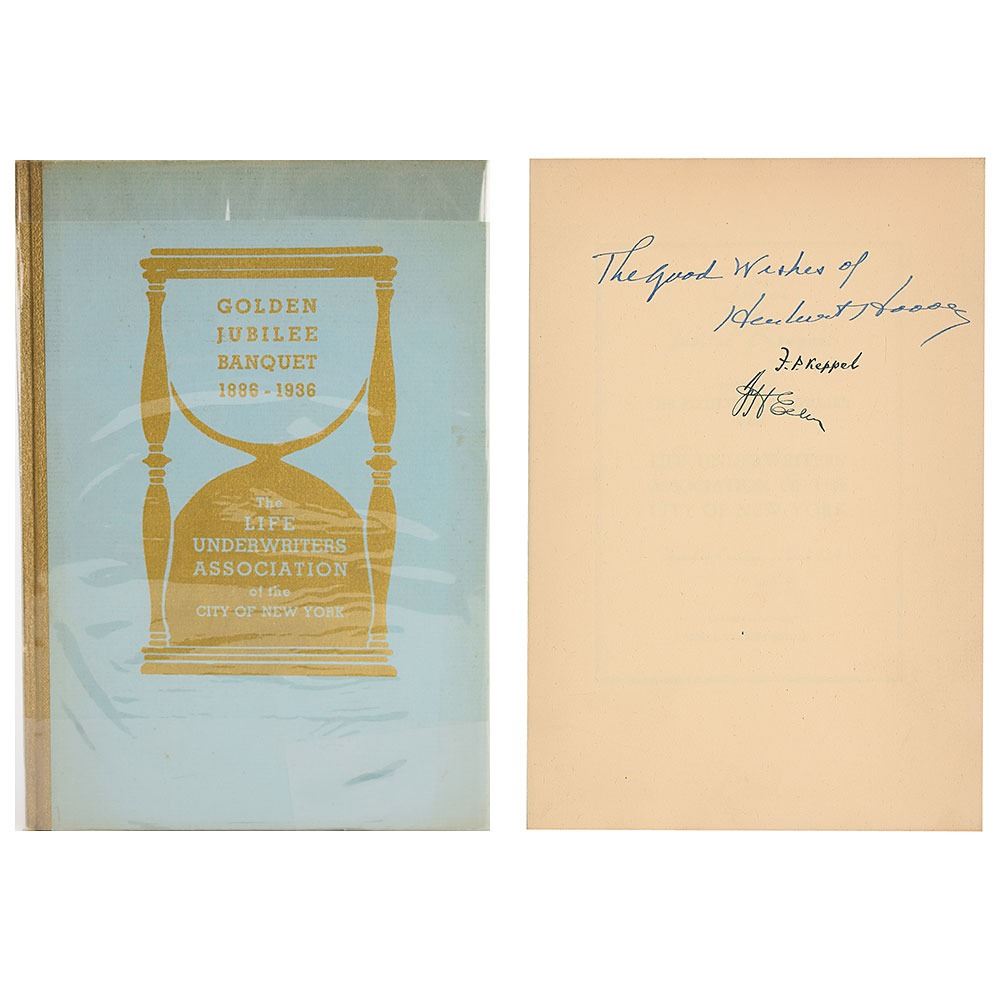 GOLDEN
JUBILEE
BANQUET
1886 - 1936
The
LIFE
UNDERWRITERS
ASSOCIATION
of the
CITY OF NEW YORK
The Good Wishes of
Herbert Hoover
F. P. Keppel